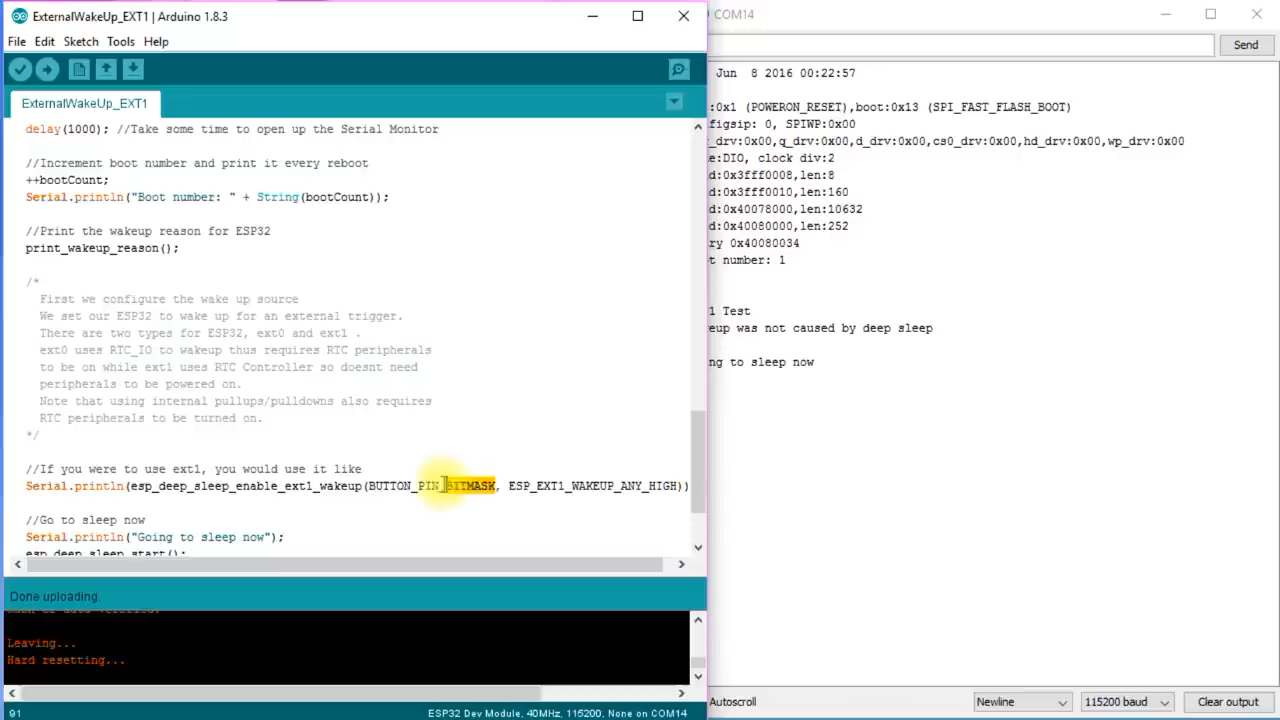 ExternalWakeUp_EXT1 | Arduino 1.8.3
File Edit Sketch Tools Help
ExternalWakeUp_EXT1
delay(1000); //Take some time to open up the Serial Monitor
//Increment boot number and print it every reboot
++bootCount;
Serial.println("Boot number: " + String(bootCount));
//Print the wakeup reason for ESP32
print_wakeup_reason();
/*
First we configure the wake up source
We set our ESP32 to wake up for an external trigger.
There are two types for ESP32, ext0 and ext1 .
ext0 uses RTC_IO to wakeup thus requires RTC peripherals
to be on while ext1 uses RTC Controller so doesnt need
peripherals to be powered on.
Note that using internal pullups/pulldowns also requires
RTC peripherals to be turned on.
*/
//If you were to use ext1, you would use it like
Serial.println(esp_deep_sleep_enable_ext1_wakeup(BUTTON_PIN_BITMASK, ESP_EXT1_WAKEUP_ANY_HIGH))
//Go to sleep now
Serial.println("Going to sleep now");
esp_deep_sleep_start();
Done uploading.
Leaving...
Hard resetting...
91
ESP32 Dev Module, 40MHz, 115200, None on COM14
COM14
Send
Jun 8 2016 00:22:57
:0x1 (POWERON_RESET),boot:0x13 (SPI_FAST_FLASH_BOOT)
figsip: 0, SPIWP:0x00
_drv:0x00,q_drv:0x00,d_drv:0x00,cs0_drv:0x00,hd_drv:0x00,wp_drv:0x00
e:DIO, clock div:2
d:0x3fff0008,len:8
d:0x3fff0010,len:160
d:0x40078000,len:10632
d:0x40080000,len:252
ry 0x40080034
t number: 1
1 Test
eup was not caused by deep sleep
ng to sleep now
Autoscroll
Newline
115200 baud
Clear output